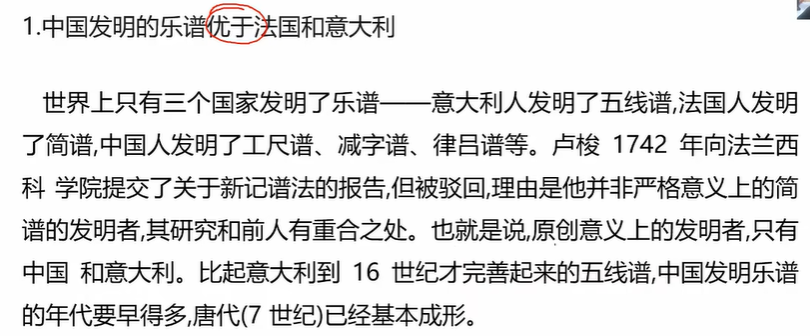 1.中国发明的乐谱优于法国和意大利
世界上只有三个国家发明了乐谱——意大利人发明了五线谱,法国人发明
了简谱,中国人发明了工尺谱、减字谱、律吕谱等。卢梭 1742 年向法兰西
科 学院提交了关于新记谱法的报告,但被驳回,理由是他并非严格意义上的简
谱的发明者,其研究和前人有重合之处。也就是说,原创意义上的发明者,只有
中国 和意大利。比起意大利到 16 世纪才完善起来的五线谱,中国发明乐谱
的年代要早得多,唐代(7 世纪)已经基本成形。